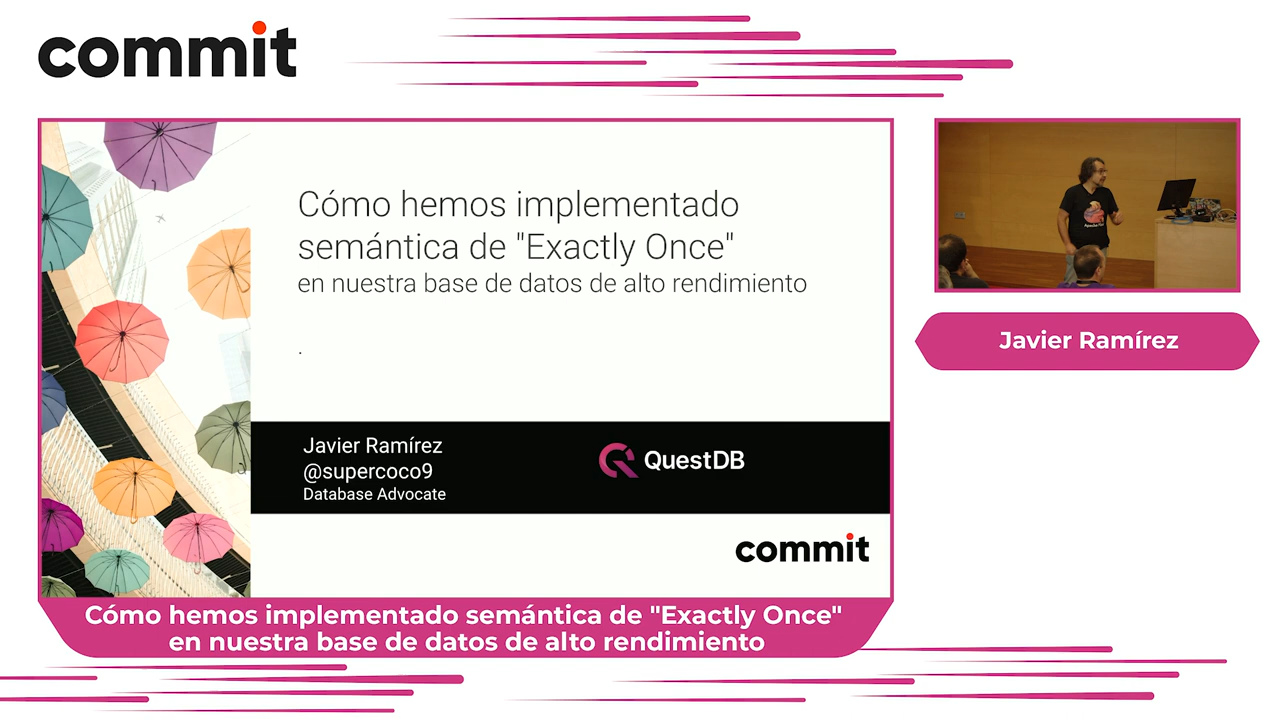 commit
Cómo hemos implementado
semántica de "Exactly Once"
en nuestra base de datos de alto rendimiento
.
Javier Ramírez
@supercoco9
Database Advocate
QuestDB
commit
Cómo hemos implementado semántica de "Exactly Once"
en nuestra base de datos de alto rendimiento
Javier Ramírez